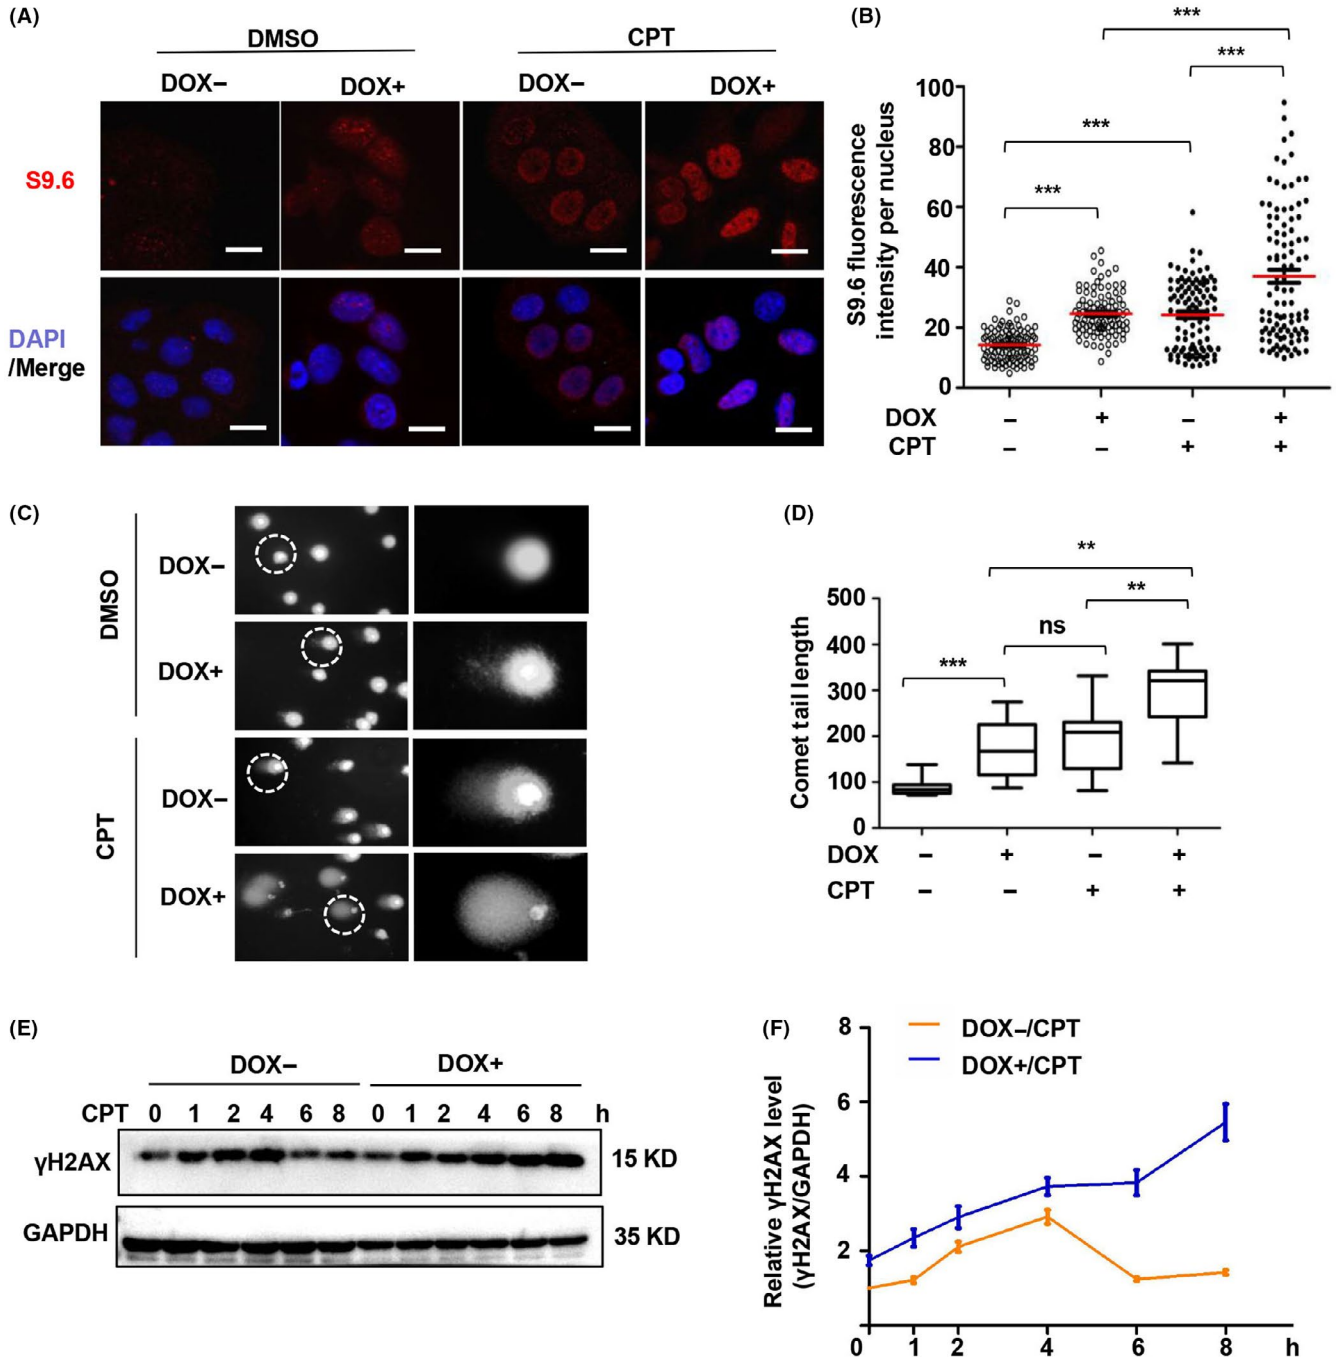 (A)
DMSO CPT
DOX– DOX+ DOX– DOX+
S9.6
DAPI
/Merge
(B)
***
***
***
***
S9.6 fluorescence
intensity per nucleus
100
80
60
40
20
0
DOX – + – +
CPT – – + +
(C)
DMSO
DOX–
DOX+
CPT
DOX–
DOX+
(D)
**
**
ns
***
Comet tail length
500
400
300
200
100
0
DOX – + – +
CPT – – + +
(E)
DOX– DOX+
CPT 0 1 2 4 6 8 0 1 2 4 6 8 h
γH2AX 15 KD
GAPDH 35 KD
(F)
DOX–/CPT
DOX+/CPT
Relative γH2AX level
(γH2AX/GAPDH)
8
6
4
2
0 1 2 4 6 8 h